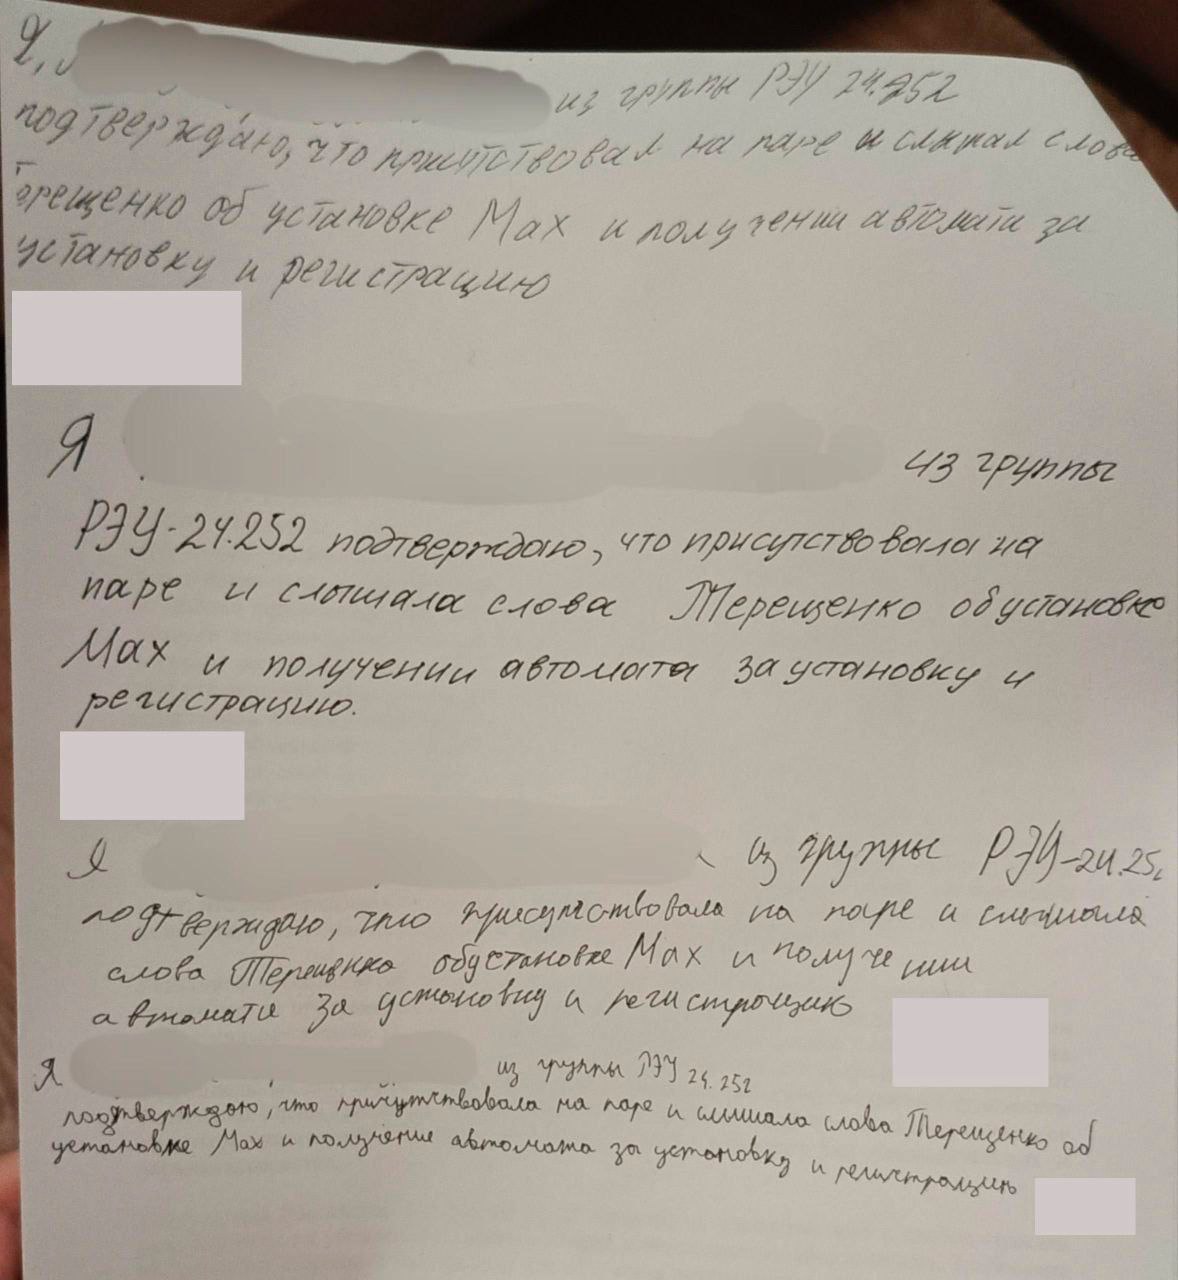 Я,
из группы РЭУ 24.252
подтверждаю, что присутствовал на паре и слышал слова
Терещенко об установке Max и получении автомата за
установку и регистрацию
Я
из группы
РЭУ-24.252 подтверждаю, что присутствовала на
паре и слышала слова Терещенко об установке
Max и получении автомата за установку и
регистрацию.
Я
из группы РЭУ-24.25
подтверждаю, что присутствовала на паре и слышала
слова Терещенко об установке Max и получении
автомата за установку и регистрацию
Я
из группы РЭУ 24.252
подтверждаю, что присутствовала на паре и слышала слова Терещенко об
установке Max и получение автомата за установку и регистрацию